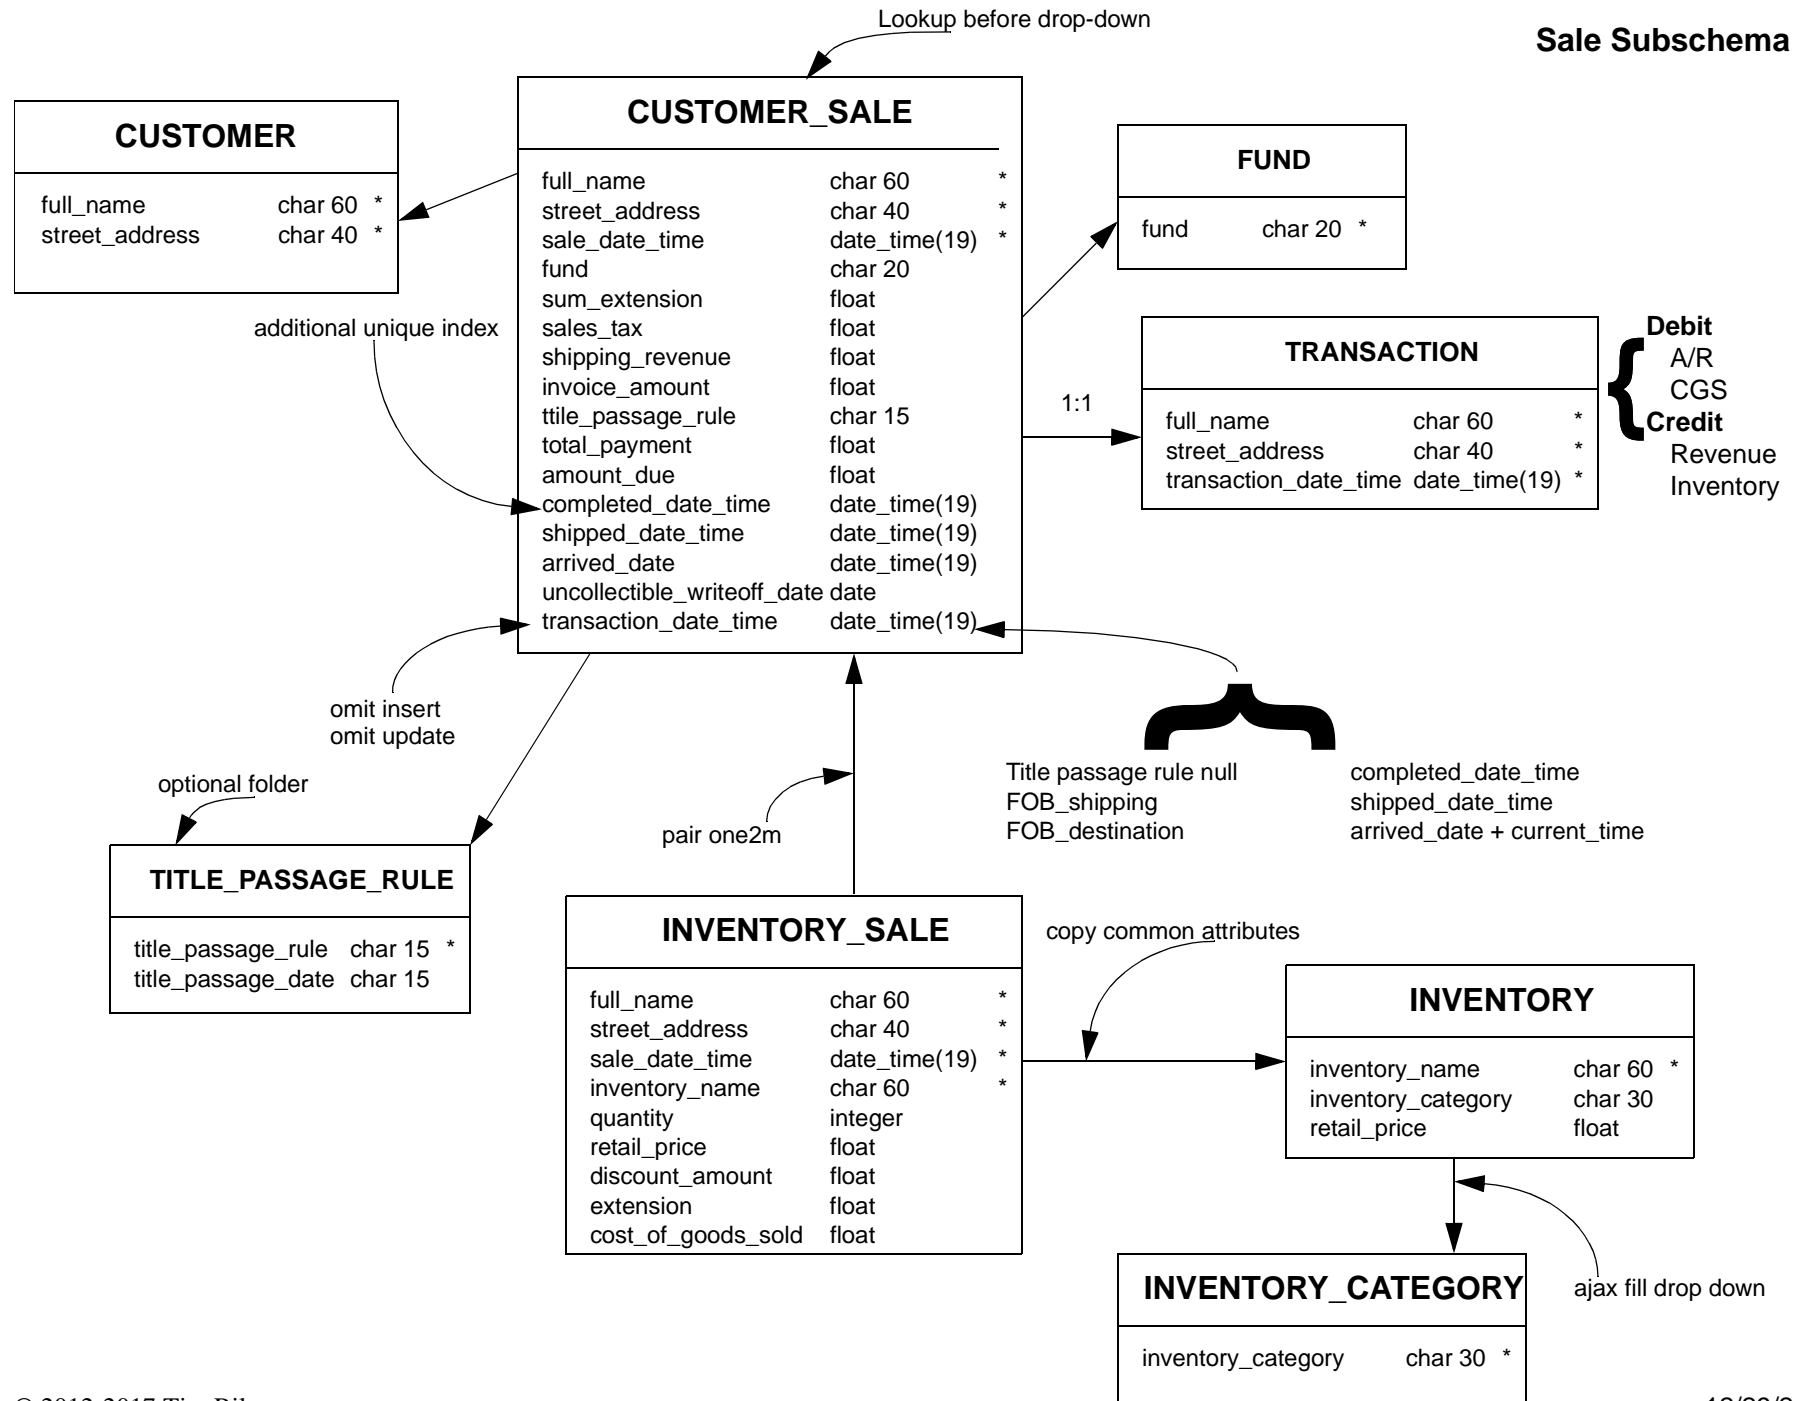 Lookup before drop-down
Sale Subschema
CUSTOMER
full_name char 60 *
street_address char 40 *
CUSTOMER_SALE
full_name char 60 *
street_address char 40 *
sale_date_time date_time(19) *
fund char 20
sum_extension float
sales_tax float
shipping_revenue float
invoice_amount float
ttile_passage_rule char 15
total_payment float
amount_due float
completed_date_time date_time(19)
shipped_date_time date_time(19)
arrived_date date_time(19)
uncollectible_writeoff_date date
transaction_date_time date_time(19)
FUND
fund char 20 *
additional unique index
1:1
TRANSACTION
full_name char 60 *
street_address char 40 *
transaction_date_time date_time(19) *
Debit
A/R
CGS
Credit
Revenue
Inventory
omit insert
omit update
optional folder
pair one2m
Title passage rule null completed_date_time
FOB_shipping shipped_date_time
FOB_destination arrived_date + current_time
TITLE_PASSAGE_RULE
title_passage_rule char 15 *
title_passage_date char 15
INVENTORY_SALE
full_name char 60 *
street_address char 40 *
sale_date_time date_time(19) *
inventory_name char 60 *
quantity integer
retail_price float
discount_amount float
extension float
cost_of_goods_sold float
copy common attributes
INVENTORY
inventory_name char 60 *
inventory_category char 30
retail_price float
ajax fill drop down
INVENTORY_CATEGORY
inventory_category char 30 *